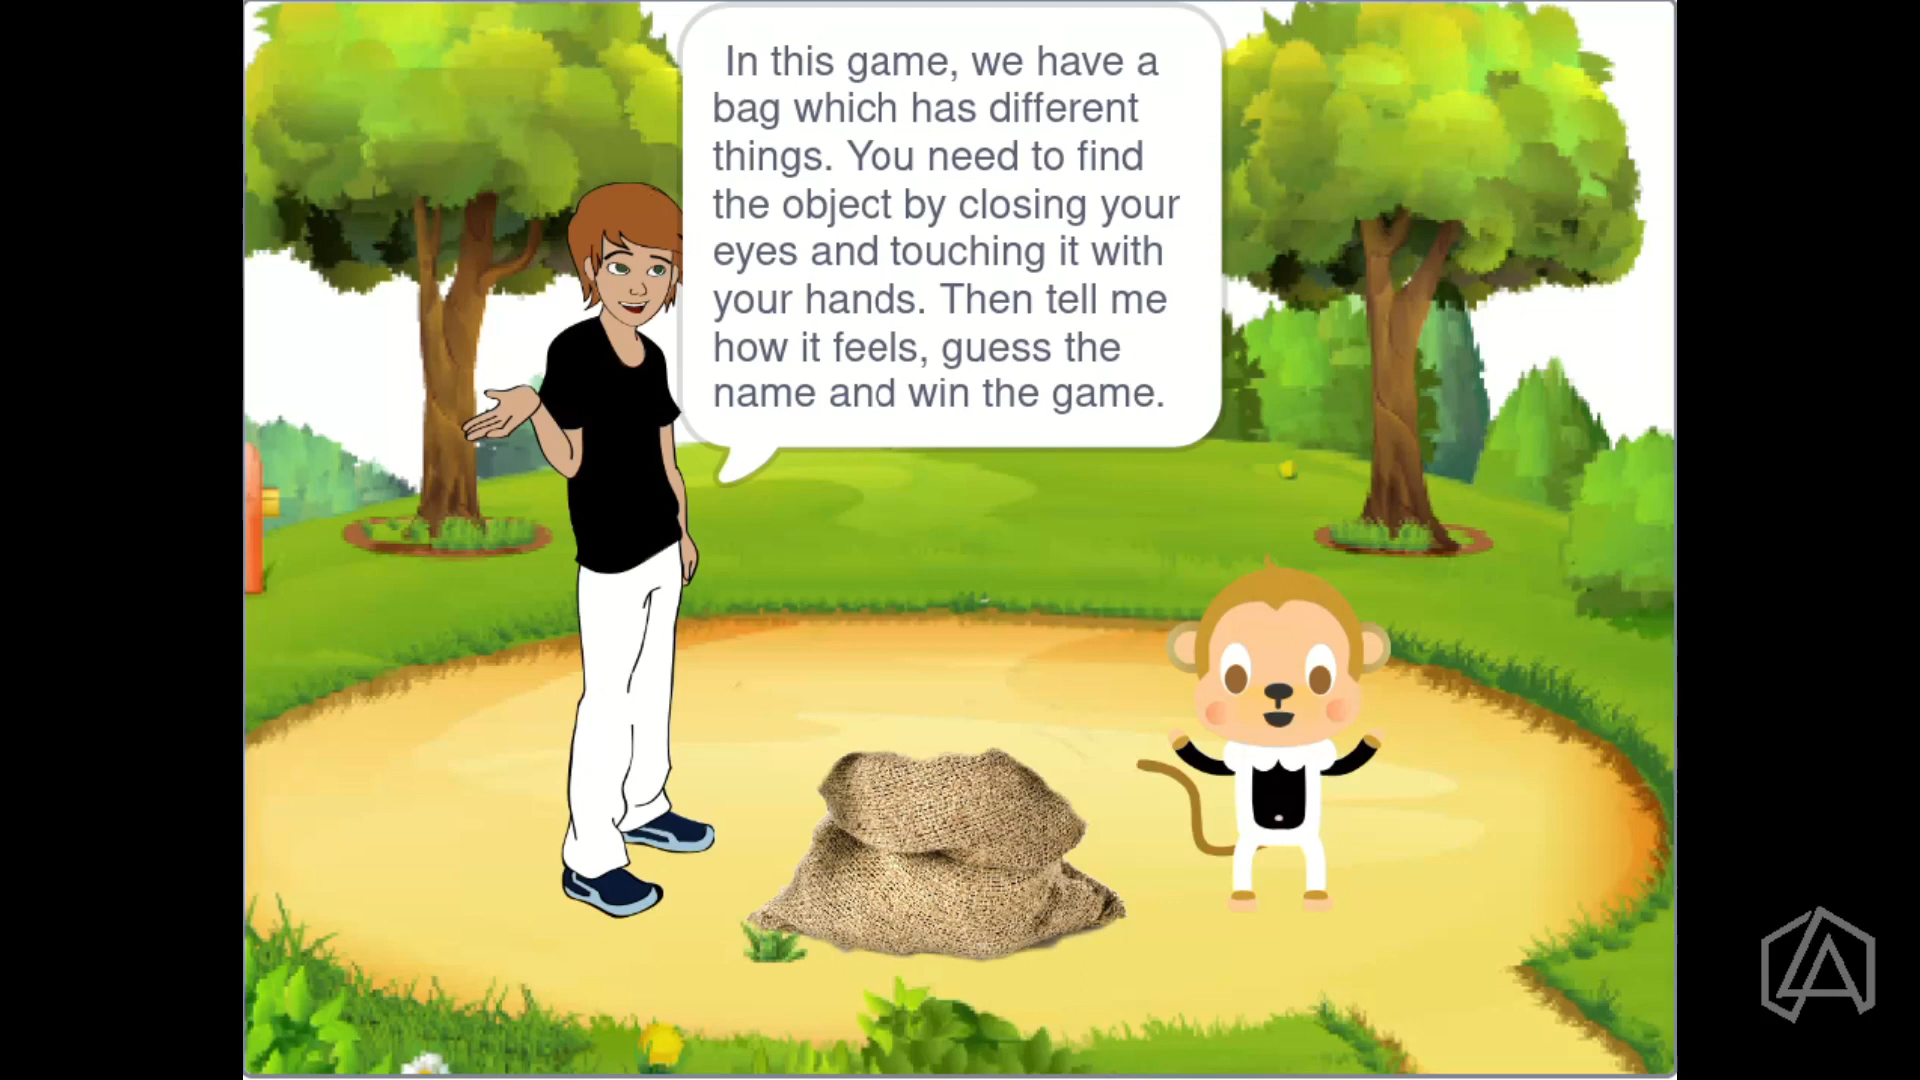 In this game, we have a
bag which has different
things. You need to find
the object by closing your
eyes and touching it with
your hands. Then tell me
how it feels, guess the
name and win the game.